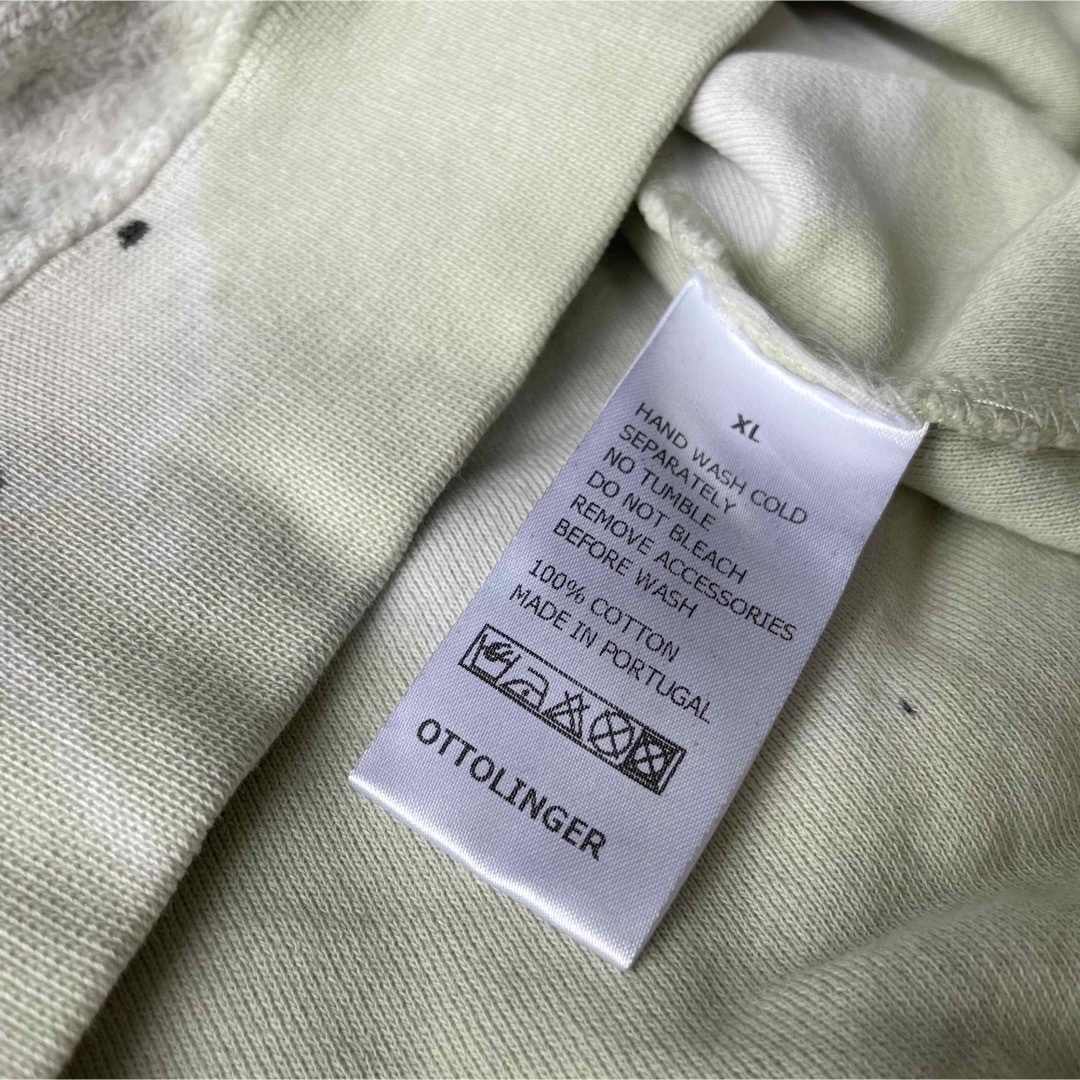 XL
HAND WASH COLD
SEPARATELY
NO TUMBLE
DO NOT BLEACH
REMOVE ACCESSORIES
BEFORE WASH
100% COTTON
MADE IN PORTUGAL
OTTOLINGER